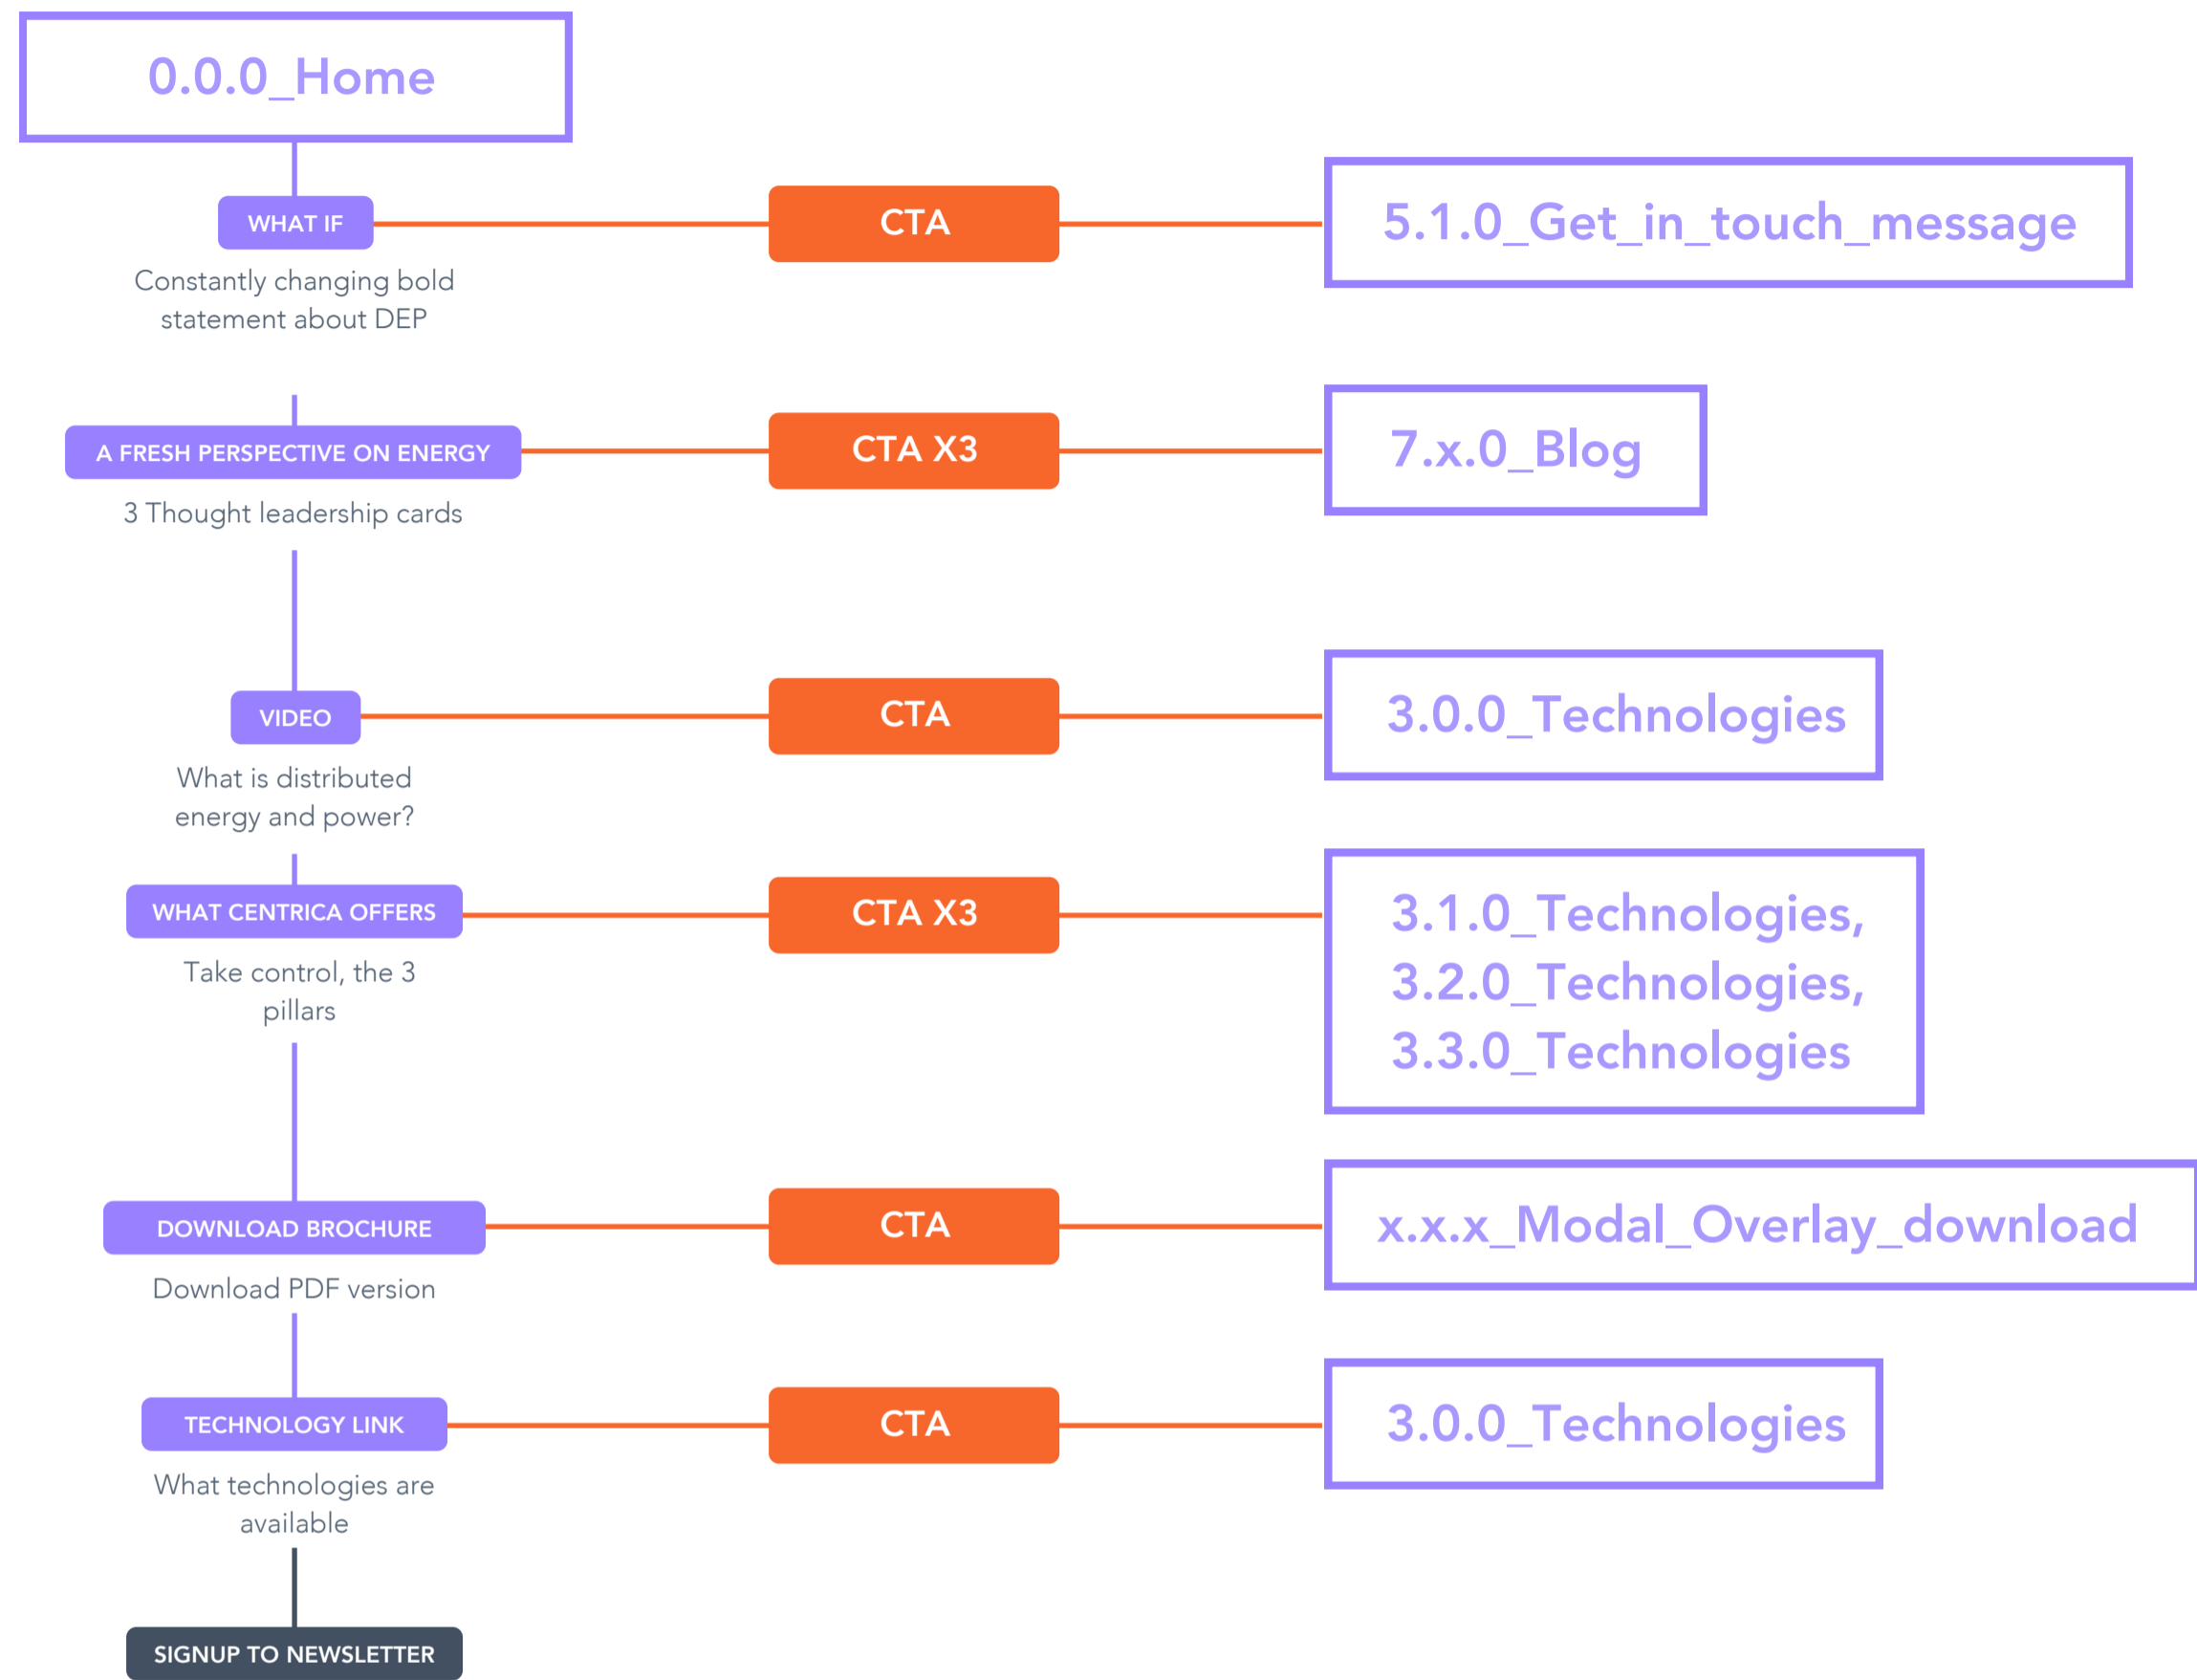 0.0.0_Home
WHAT IF
CTA
5.1.0_Get_in_touch_message
Constantly changing bold
statement about DEP
A FRESH PERSPECTIVE ON ENERGY
CTA X3
7.x.0_Blog
3 Thought leadership cards
VIDEO
CTA
3.0.0_Technologies
What is distributed
energy and power?
WHAT CENTRICA OFFERS
CTA X3
3.1.0_Technologies,
3.2.0_Technologies,
3.3.0_Technologies
Take control, the 3
pillars
DOWNLOAD BROCHURE
CTA
x.x.x_Modal_Overlay_download
Download PDF version
TECHNOLOGY LINK
CTA
3.0.0_Technologies
What technologies are
available
SIGNUP TO NEWSLETTER